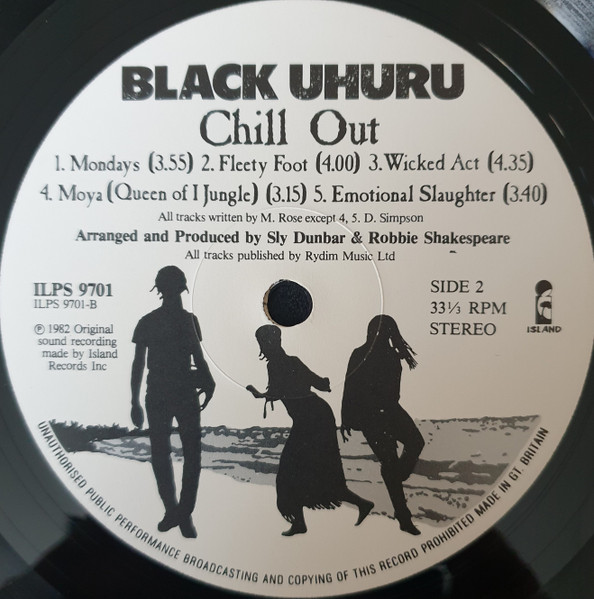 BLACK UHURU
Chill Out
1. Mondays (3.55) 2. Fleety Foot (4.00) 3. Wicked Act (4.35)
4. Moya (Queen of I Jungle) (3.15) 5. Emotional Slaughter (3.40)
All tracks written by M. Rose except 4, 5. D. Simpson
Arranged and Produced by Sly Dunbar & Robbie Shakespeare
All tracks published by Rydim Music Ltd
ILPS 9701
ILPS 9701-B
℗ 1982 Original
sound recording
made by Island
Records Inc
SIDE 2
33⅓ RPM
STEREO
ISLAND
UNAUTHORISED PUBLIC PERFORMANCE BROADCASTING AND COPYING OF THIS RECORD PROHIBITED MADE IN GT. BRITAIN